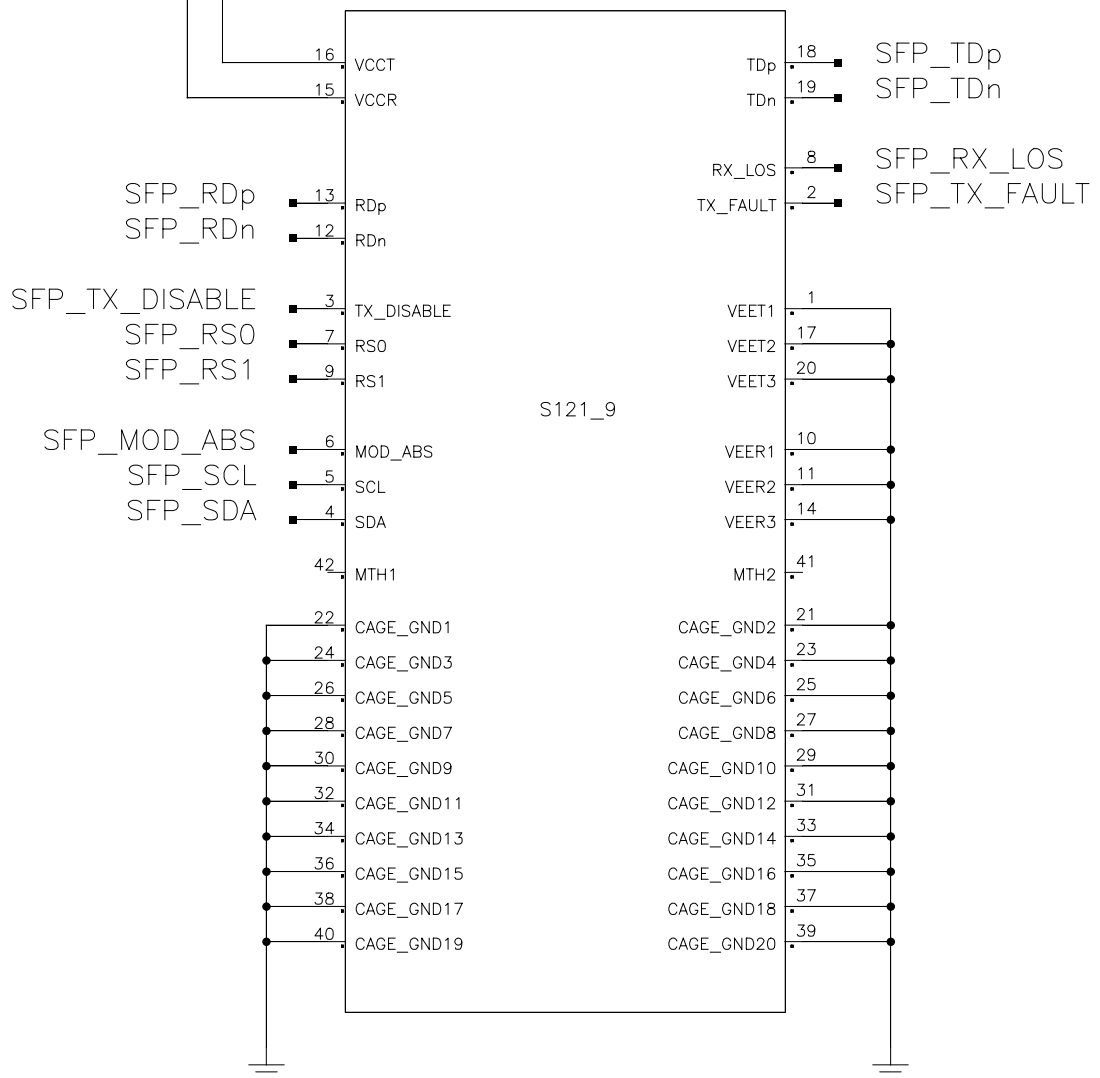 16 VCCT TDp 18 SFP_TDp
15 VCCR TDn 19 SFP_TDn
RX_LOS 8 SFP_RX_LOS
SFP_RDp 13 RDp TX_FAULT 2 SFP_TX_FAULT
SFP_RDn 12 RDn
SFP_TX_DISABLE 3 TX_DISABLE VEET1 1
SFP_RS0 7 RS0 VEET2 17
SFP_RS1 9 RS1 VEET3 20
S121_9
SFP_MOD_ABS 6 MOD_ABS VEER1 10
SFP_SCL 5 SCL VEER2 11
SFP_SDA 4 SDA VEER3 14
42 MTH1 MTH2 41
22 CAGE_GND1 CAGE_GND2 21
24 CAGE_GND3 CAGE_GND4 23
26 CAGE_GND5 CAGE_GND6 25
28 CAGE_GND7 CAGE_GND8 27
30 CAGE_GND9 CAGE_GND10 29
32 CAGE_GND11 CAGE_GND12 31
34 CAGE_GND13 CAGE_GND14 33
36 CAGE_GND15 CAGE_GND16 35
38 CAGE_GND17 CAGE_GND18 37
40 CAGE_GND19 CAGE_GND20 39